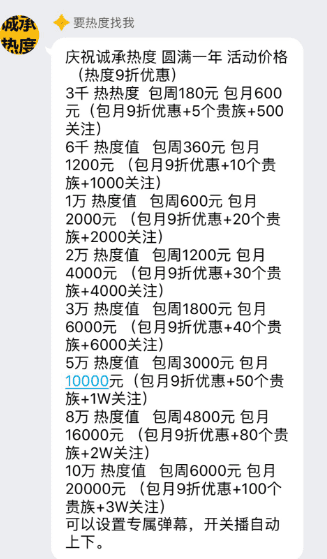 诚承
热度
要热度找我
庆祝诚承热度 圆满一年 活动价格
（热度9折优惠）
3千 热热度 包周180元 包月600
元（包月9折优惠+5个贵族+500
关注）
6千 热度值 包周360元 包月
1200元 （包月9折优惠+10个贵
族+1000关注）
1万 热度值 包周600元 包月
2000元 （包月9折优惠+20个贵
族+2000关注）
2万 热度值 包周1200元 包月
4000元 （包月9折优惠+30个贵
族+4000关注）
3万 热度值 包周1800元 包月
6000元 （包月9折优惠+40个贵
族+6000关注）
5万 热度值 包周3000元 包月
10000元（包月9折优惠+50个贵
族+1W关注）
8万 热度值 包周4800元 包月
16000元 （包月9折优惠+80个贵
族+2W关注）
10万 热度值 包周6000元 包月
20000元 （包月9折优惠+100个
贵族+3W关注）
可以设置专属弹幕，开关播自动
上下。